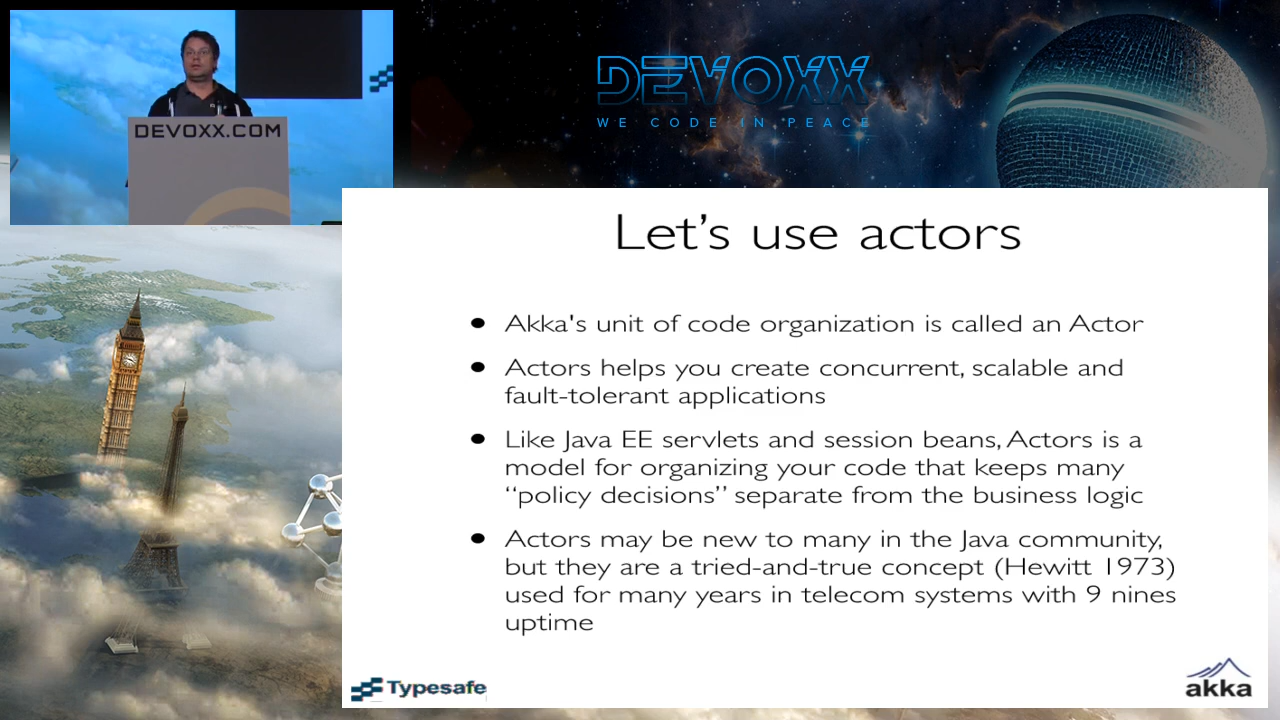 DEVOXX
WE CODE IN PEACE
DEVOXX.COM
Let's use actors
• Akka's unit of code organization is called an Actor
• Actors helps you create concurrent, scalable and
fault-tolerant applications
• Like Java EE servlets and session beans, Actors is a
model for organizing your code that keeps many
“policy decisions” separate from the business logic
• Actors may be new to many in the Java community,
but they are a tried-and-true concept (Hewitt 1973)
used for many years in telecom systems with 9 nines
uptime
Typesafe
akka